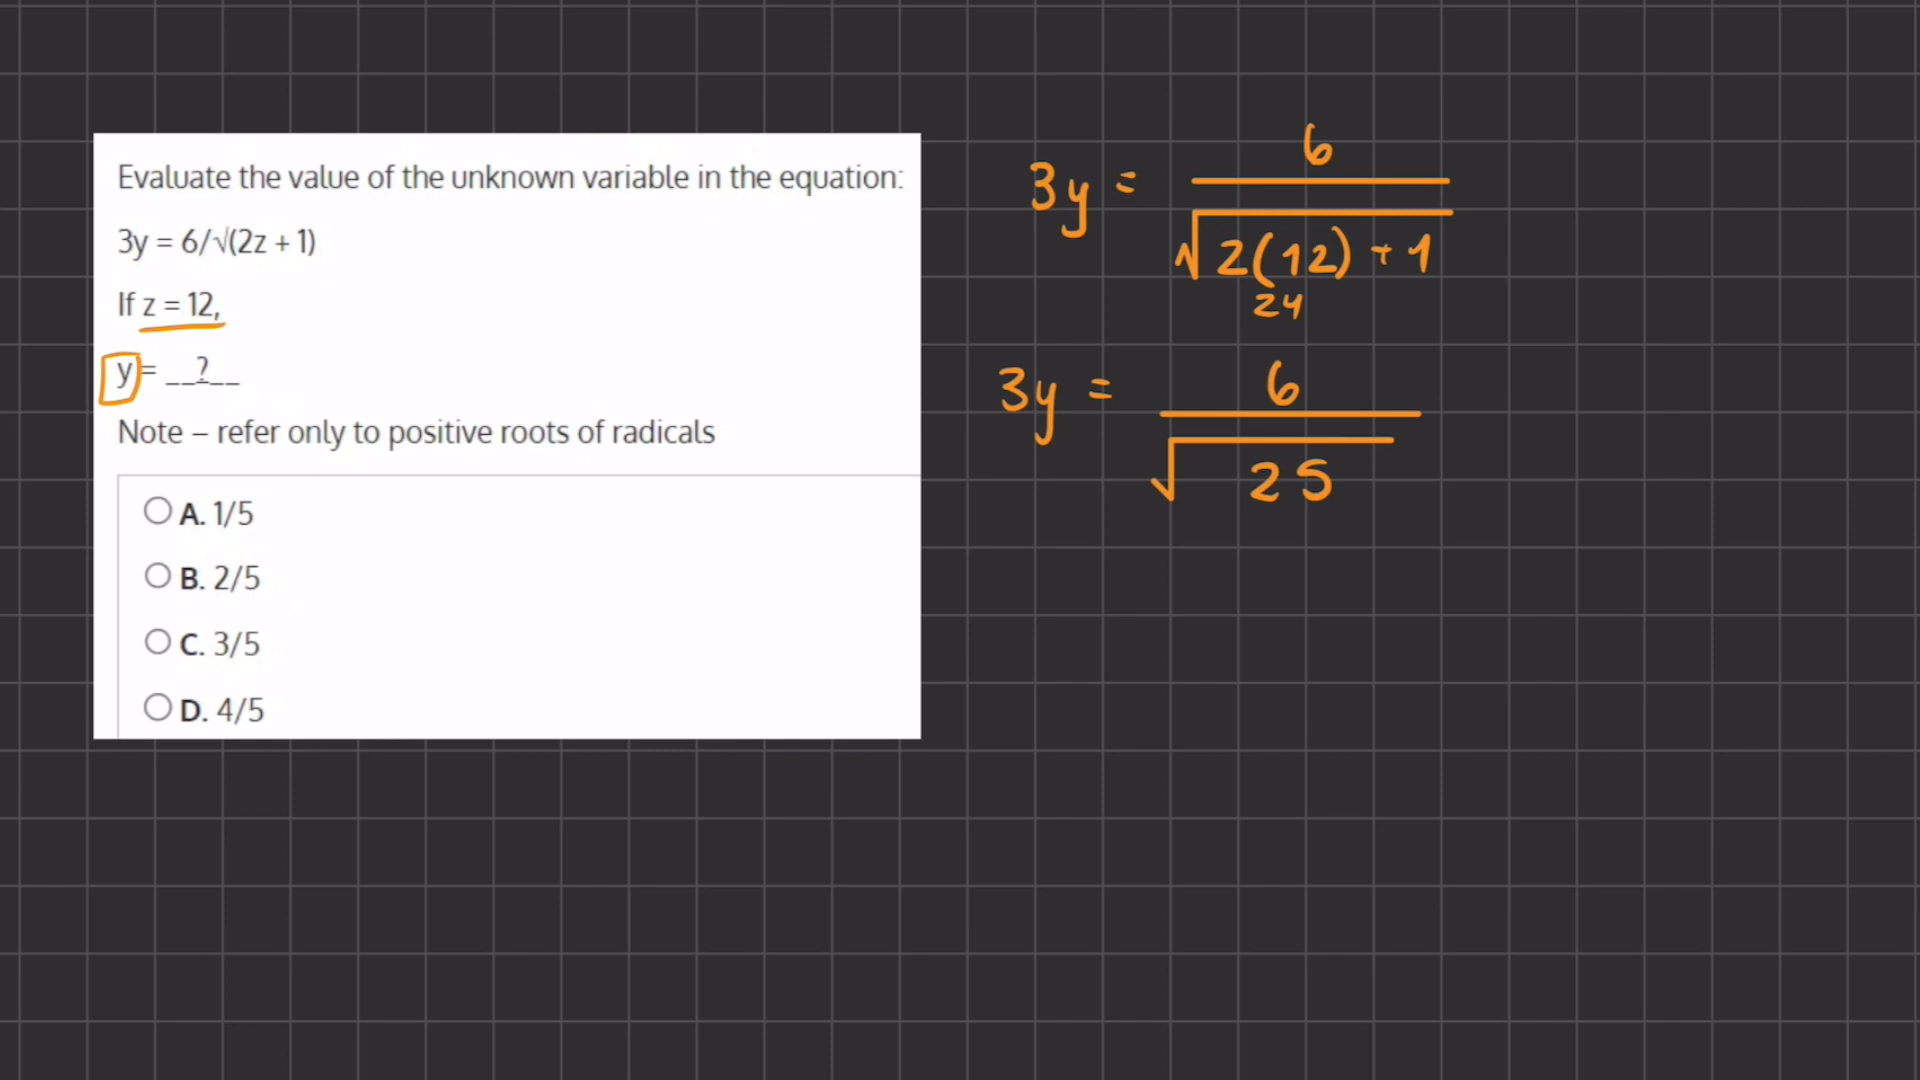 Evaluate the value of the unknown variable in the equation:
3y = 6/√(2z + 1)
If z = 12,
y = __?__
Note – refer only to positive roots of radicals
A. 1/5
B. 2/5
C. 3/5
D. 4/5
3y = 6
√2(12) + 1
24
3y = 6
√25